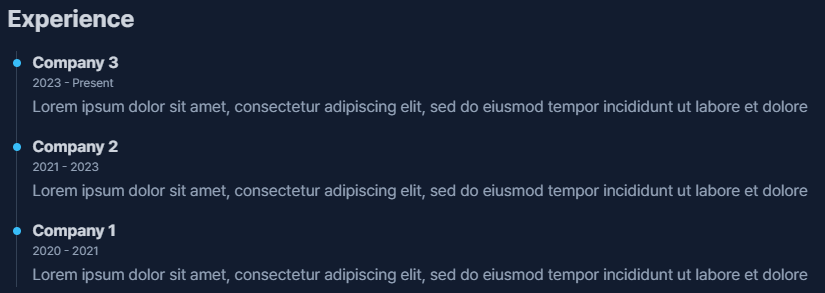 Experience
Company 3
2023 - Present
Lorem ipsum dolor sit amet, consectetur adipiscing elit, sed do eiusmod tempor incididunt ut labore et dolore
Company 2
2021 - 2023
Lorem ipsum dolor sit amet, consectetur adipiscing elit, sed do eiusmod tempor incididunt ut labore et dolore
Company 1
2020 - 2021
Lorem ipsum dolor sit amet, consectetur adipiscing elit, sed do eiusmod tempor incididunt ut labore et dolore